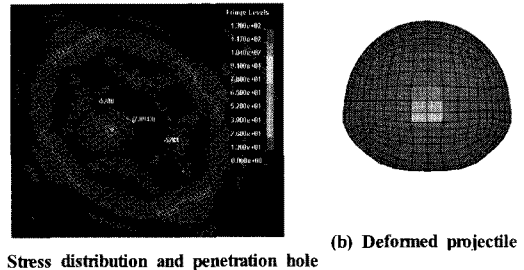 Fringe Levels
1.300e+02
1.170e+02
1.040e+02
9.100e+01
7.800e+01
6.500e+01
5.200e+01
3.900e+01
2.600e+01
1.300e+01
0.000e+00
(b) Deformed projectile
Stress distribution and penetration hole